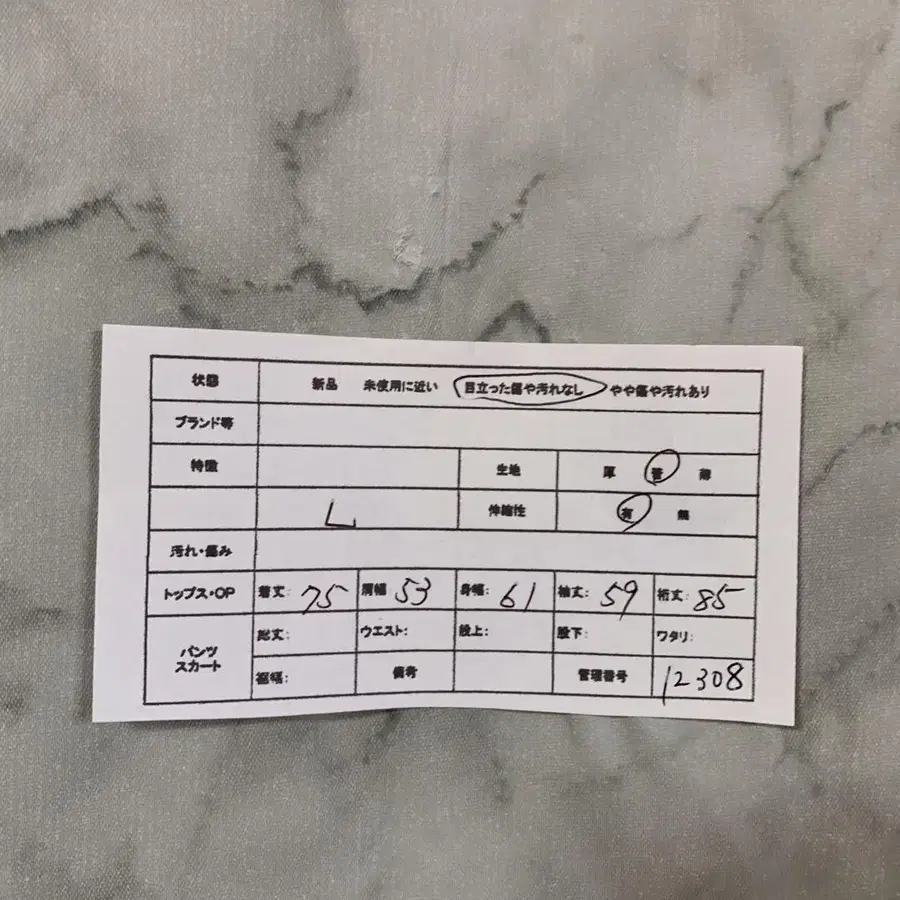 状態 新品 未使用に近い 目立った傷や汚れなし やや傷や汚れあり
ブランド等
特徴 生地 厚 普 薄
L 伸縮性 有 無
汚れ・傷み
トップス・OP 着丈: 75 肩幅 53 身幅: 61 袖丈: 59 裄丈: 85
パンツ スカート 総丈: ウエスト: 股上: 股下: ワタリ:
裾幅: 備考 管理番号 12308